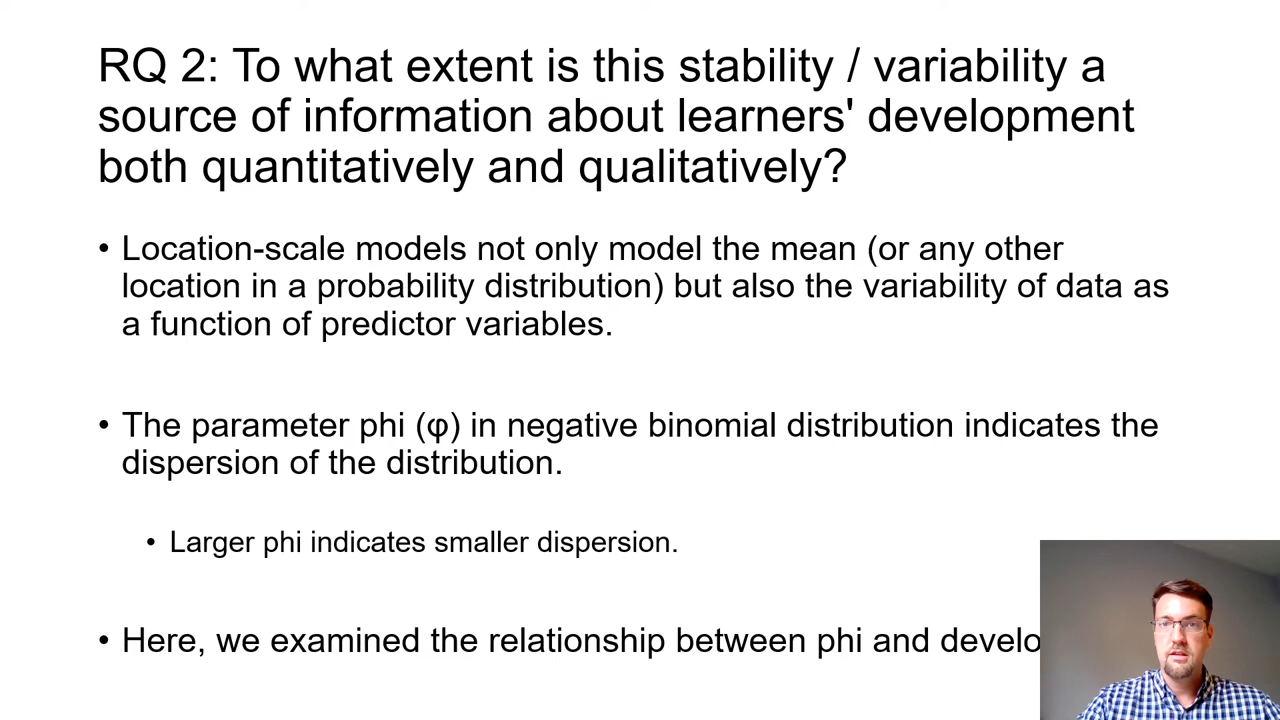 RQ 2: To what extent is this stability / variability a
source of information about learners' development
both quantitatively and qualitatively?
• Location-scale models not only model the mean (or any other
location in a probability distribution) but also the variability of data as
a function of predictor variables.
• The parameter phi (φ) in negative binomial distribution indicates the
dispersion of the distribution.
• Larger phi indicates smaller dispersion.
• Here, we examined the relationship between phi and develo